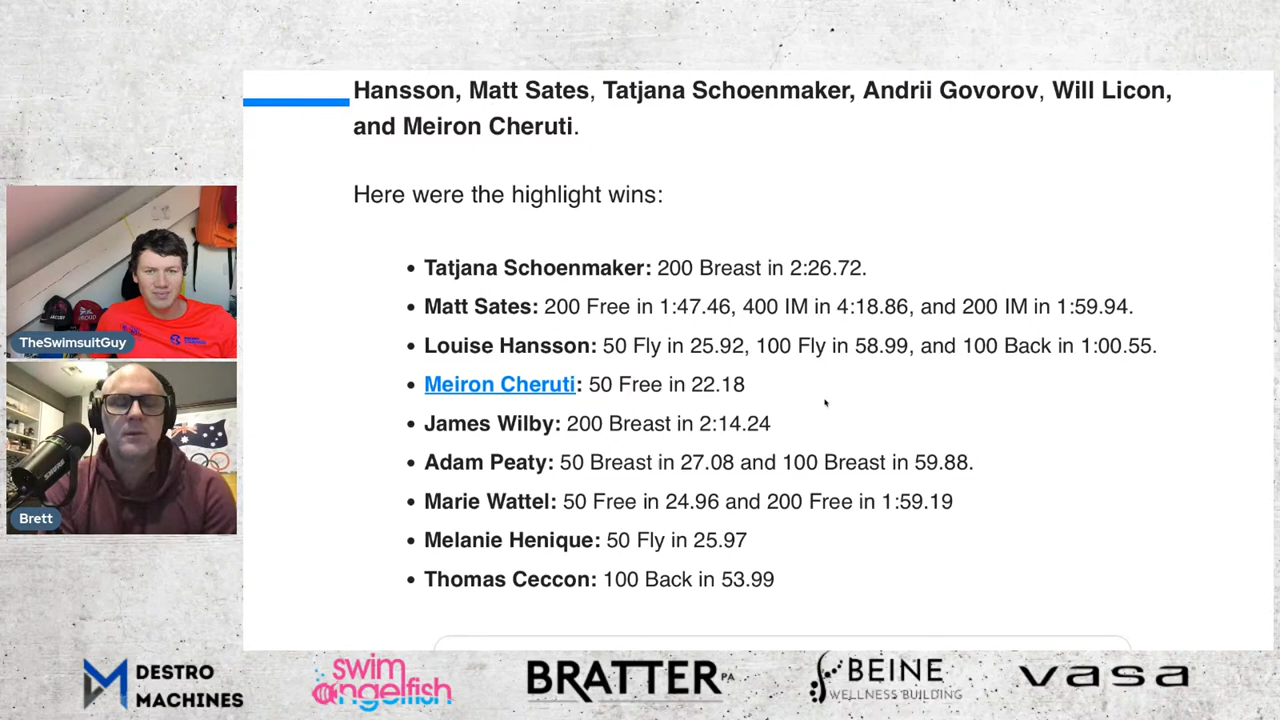 Hansson, Matt Sates, Tatjana Schoenmaker, Andrii Govorov, Will Licon,
and Meiron Cheruti.
Here were the highlight wins:
• Tatjana Schoenmaker: 200 Breast in 2:26.72.
• Matt Sates: 200 Free in 1:47.46, 400 IM in 4:18.86, and 200 IM in 1:59.94.
• Louise Hansson: 50 Fly in 25.92, 100 Fly in 58.99, and 100 Back in 1:00.55.
• Meiron Cheruti: 50 Free in 22.18
• James Wilby: 200 Breast in 2:14.24
• Adam Peaty: 50 Breast in 27.08 and 100 Breast in 59.88.
• Marie Wattel: 50 Free in 24.96 and 200 Free in 1:59.19
• Melanie Henique: 50 Fly in 25.97
• Thomas Ceccon: 100 Back in 53.99
TheSwimsuitGuy
Brett
DESTRO
MACHINES
swim
angelfish
BRATTER PA
BEINE
WELLNESS BUILDING
vasa